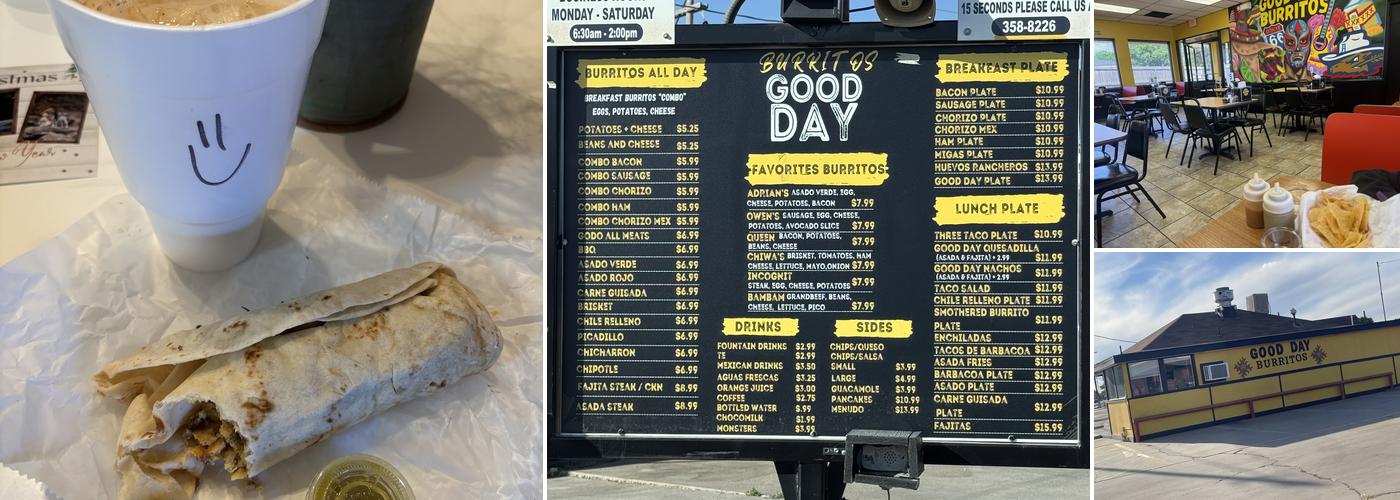 MONDAY - SATURDAY
6:30am - 2:00pm
15 SECONDS PLEASE CALL US
358-8226
BURRITOS
GOOD
DAY
BURRITOS ALL DAY
BREAKFAST BURRITOS "COMBO"
EGGS, POTATOES, CHEESE
POTATOES + CHEESE $5.25
BEANS AND CHEESE $5.25
COMBO BACON $5.99
COMBO SAUSAGE $5.99
COMBO CHORIZO $5.99
COMBO HAM $5.99
COMBO CHORIZO MEX $5.99
GODO ALL MEATS $6.99
BBQ $6.99
ASADO VERDE $6.99
ASADO ROJO $6.99
CARNE GUISADA $6.99
BRISKET $6.99
CHILE RELLENO $6.99
PICADILLO $6.99
CHICHARRON $6.99
CHIPOTLE $6.99
FAJITA STEAK / CKN $8.99
ASADA STEAK $8.99
FAVORITES BURRITOS
ADRIAN'S ASADO VERDE, EGG,
CHEESE, POTATOES, BACON $7.99
OWEN'S SAUSAGE, EGG, CHEESE,
POTATOES, AVOCADO SLICE $7.99
QUEEN BACON, POTATOES,
BEANS, CHEESE $7.99
CHIWA'S BRISKET, TOMATOES, HAM
CHEESE, LETTUCE, MAYO,ONION $7.99
INCOGNIT
STEAK, EGG, CHEESE, POTATOES $7.99
BAMBAM GRANDBEEF, BEANS,
CHEESE, LETTUCE, PICO $7.99
DRINKS
FOUNTAIN DRINKS $2.99
TE $2.99
MEXICAN DRINKS $3.50
AGUAS FRESCAS $3.25
ORANGE JUICE $3.00
COFFEE $2.75
BOTTLED WATER $.99
CHOCOMILK $1.99
MONSTERS $3.99
SIDES
CHIPS/QUESO
CHIPS/SALSA
SMALL $3.99
LARGE $4.99
GUACAMOLE $3.99
PANCAKES $10.99
MENUDO $13.99
BREAKFAST PLATE
BACON PLATE $10.99
SAUSAGE PLATE $10.99
CHORIZO PLATE $10.99
CHORIZO MEX $10.99
HAM PLATE $10.99
MIGAS PLATE $10.99
HUEVOS RANCHEROS $13.99
GOOD DAY PLATE $13.99
LUNCH PLATE
THREE TACO PLATE $10.99
GOOD DAY QUESADILLA
(ASADA & FAJITA) + 2.99 $11.99
GOOD DAY NACHOS
(ASADA & FAJITA) + 2.99 $11.99
TACO SALAD $11.99
CHILE RELLENO PLATE $11.99
SMOTHERED BURRITO
PLATE $11.99
ENCHILADAS $12.99
TACOS DE BARBACOA $12.99
ASADA FRIES $12.99
BARBACOA PLATE $12.99
ASADO PLATE $12.99
CARNE GUISADA
PLATE $12.99
FAJITAS $15.99
BURRITOS
66
GOOD DAY
BURRITOS